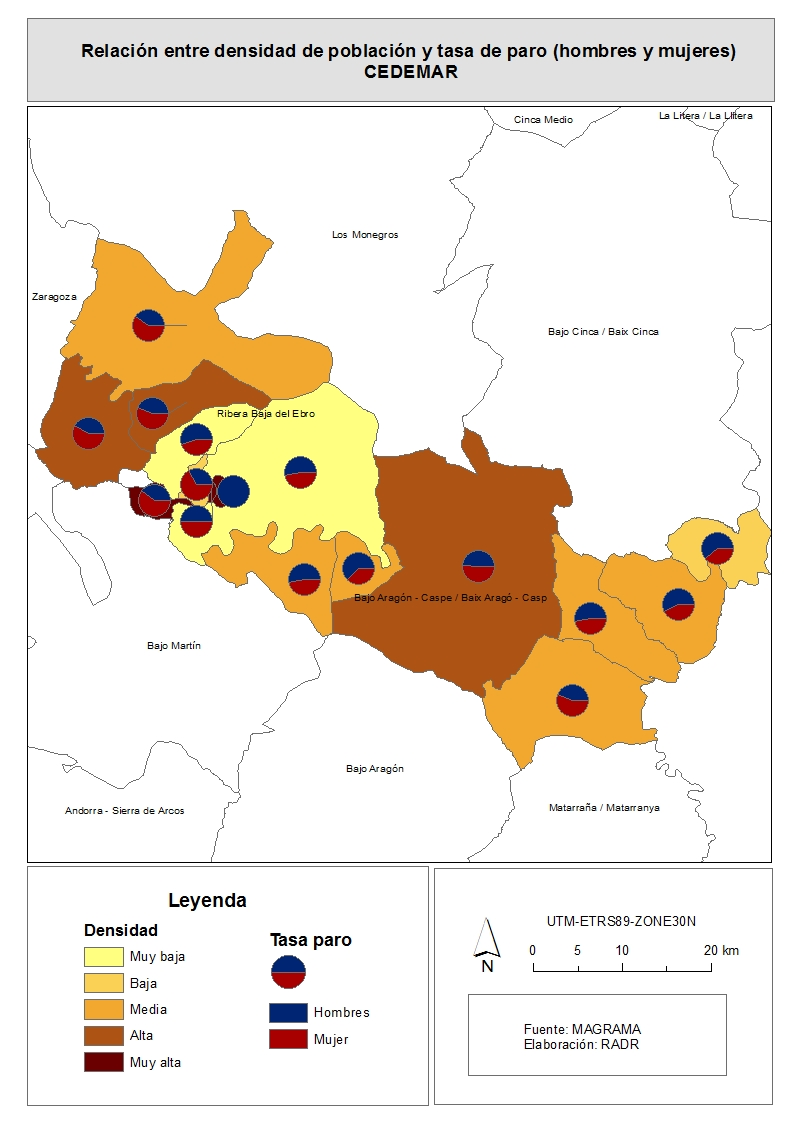 Relación entre densidad de población y tasa de paro (hombres y mujeres)
CEDEMAR
Cinca Medio
La Litera / La Llitera
Los Monegros
Zaragoza
Bajo Cinca / Baix Cinca
Ribera Baja del Ebro
Bajo Aragón - Caspe / Baix Aragó - Casp
Bajo Martín
Bajo Aragón
Andorra - Sierra de Arcos
Matarraña / Matarranya
Leyenda
Densidad
Muy baja
Baja
Media
Alta
Muy alta
Tasa paro
Hombres
Mujer
N
UTM-ETRS89-ZONE30N
0 5 10 20 km
Fuente: MAGRAMA
Elaboración: RADR